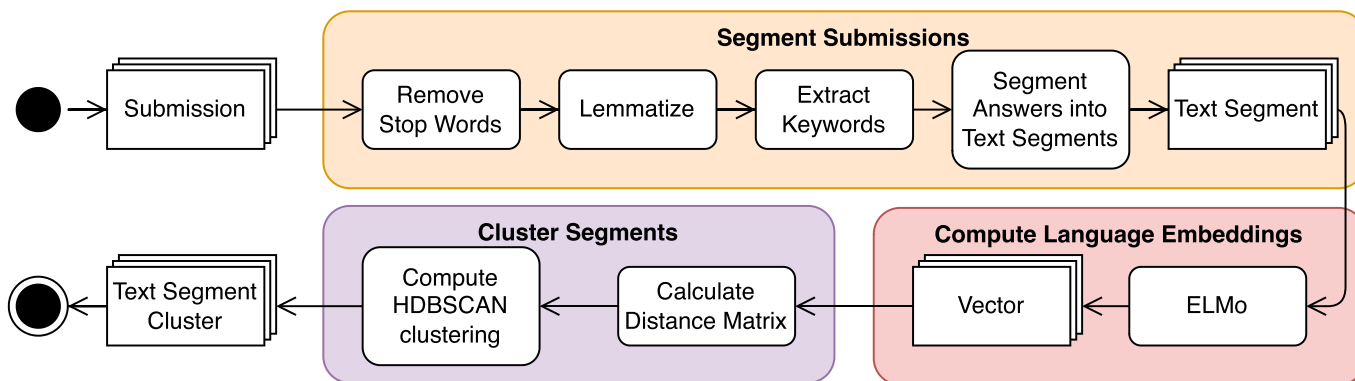 Segment Submissions
Submission
Remove
Stop Words
Lemmatize
Extract
Keywords
Segment
Answers into
Text Segments
Text Segment
Compute Language Embeddings
ELMo
Vector
Cluster Segments
Calculate
Distance Matrix
Compute
HDBSCAN
clustering
Text Segment
Cluster